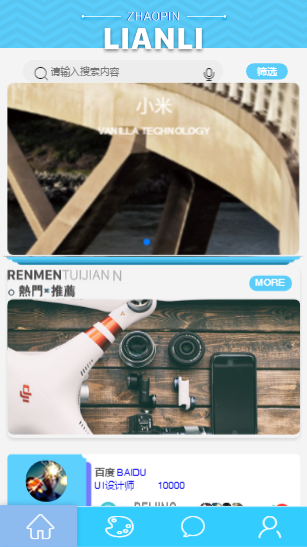 ZHAOPIN
LIANLI
请输入搜索内容
筛选
小米
VANILLA TECHNOLOGY
RENMENTUIJIAN N
MORE
熱門×推薦
dji
百度 BAIDU
UI设计师 10000
BEIJING